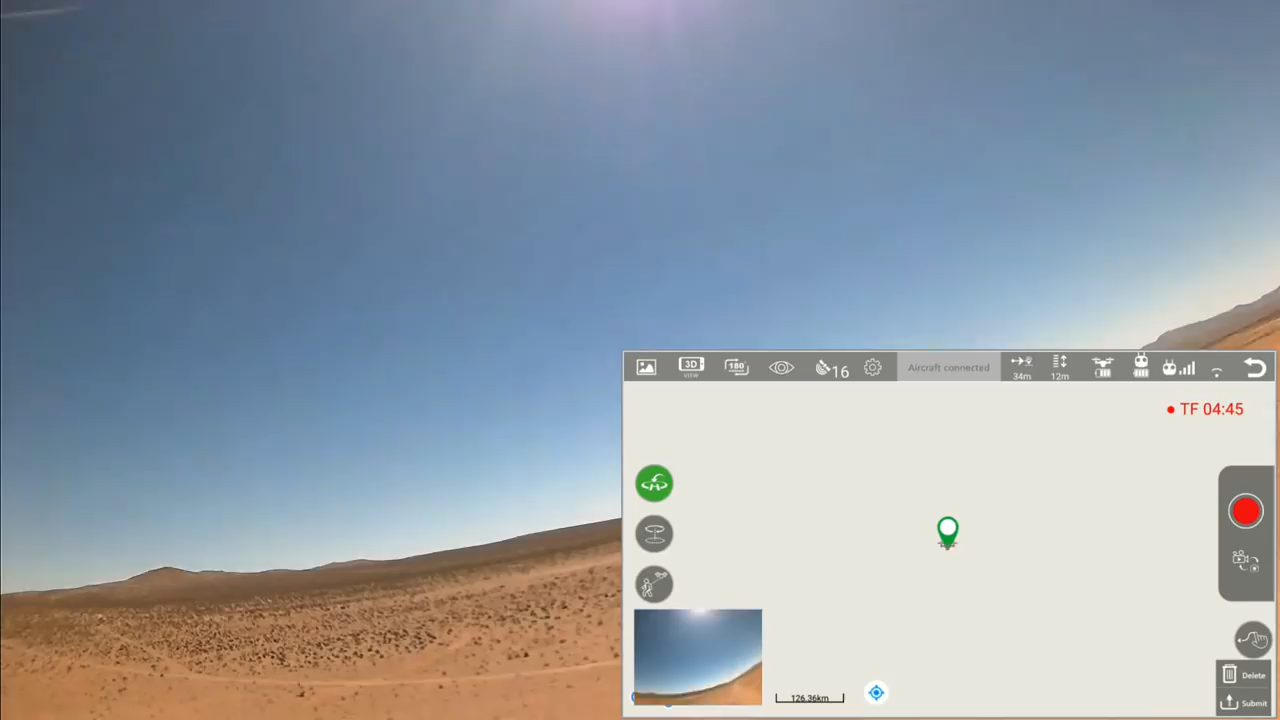 3D
VIEW
180°
16
Aircraft connected
34m
12m
TF 04:45
H
126.36km
Delete
Submit